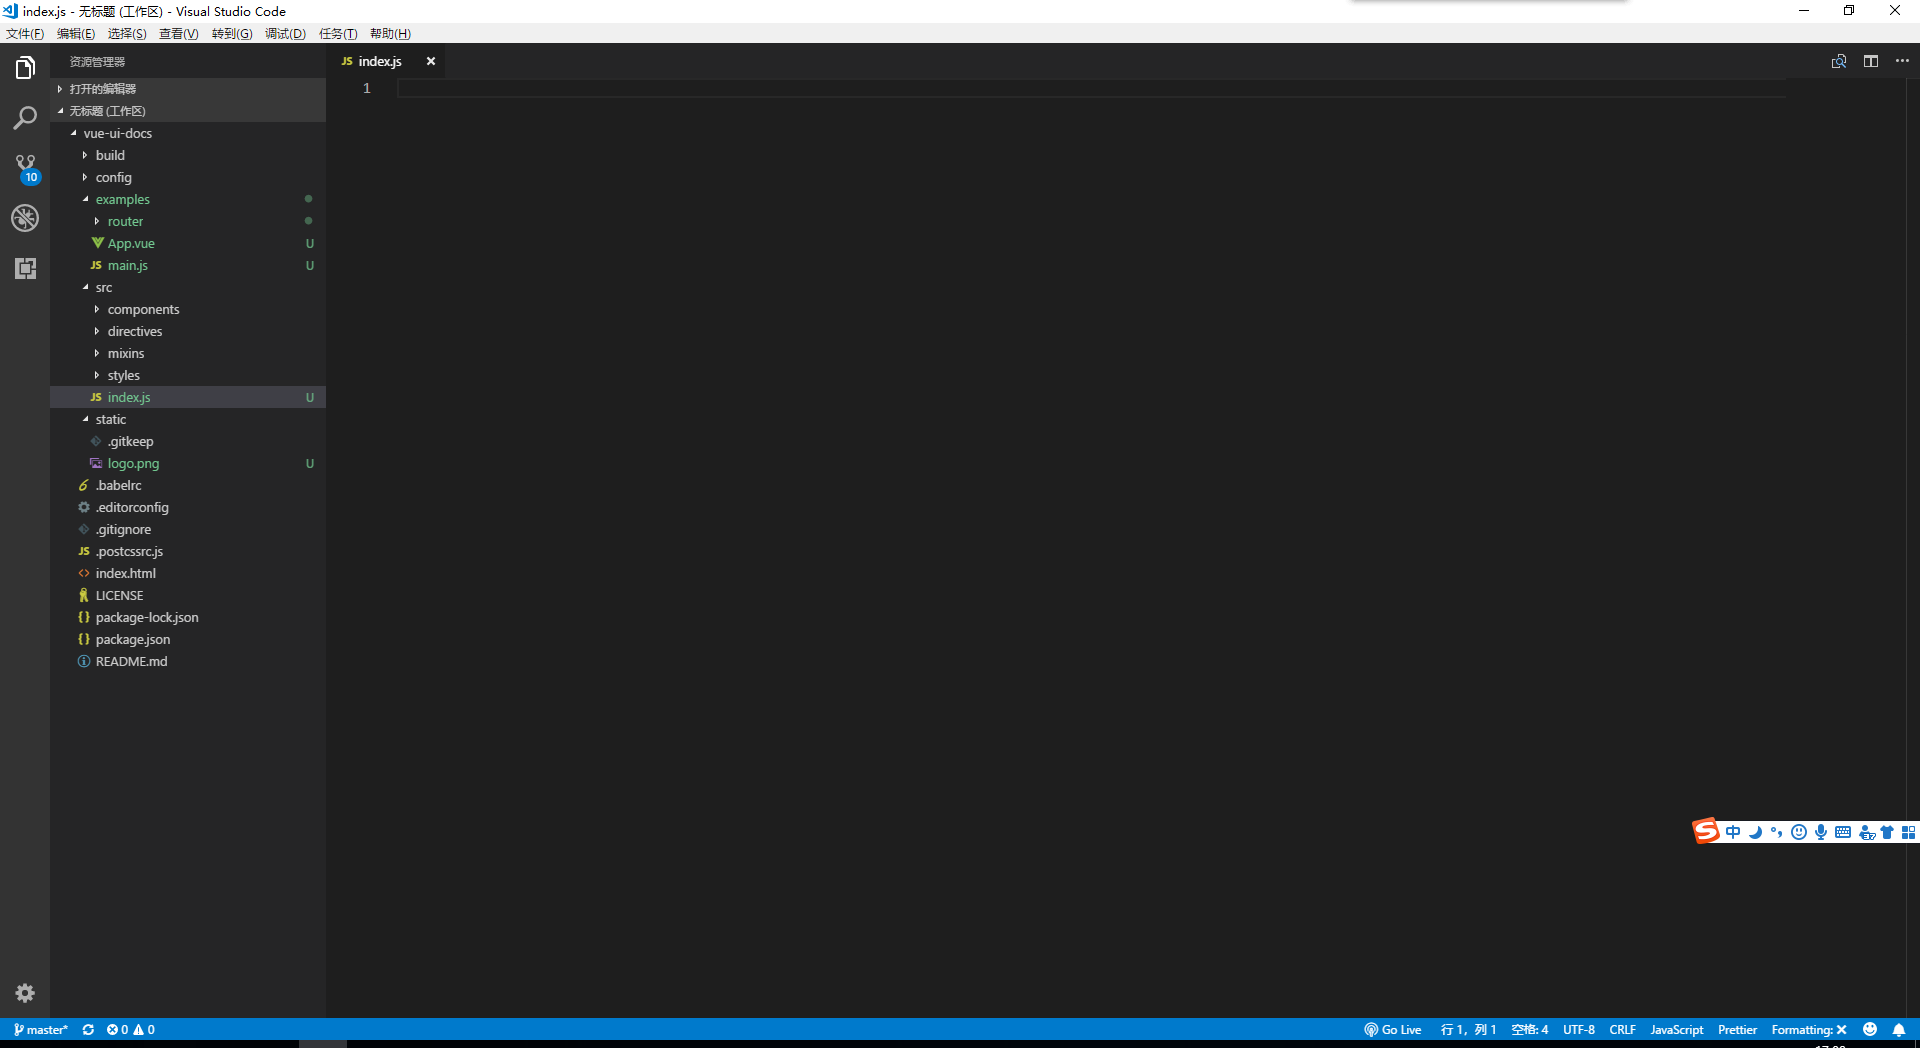 index.js - 无标题 (工作区) - Visual Studio Code
文件(F) 编辑(E) 选择(S) 查看(V) 转到(G) 调试(D) 任务(T) 帮助(H)
资源管理器
打开的编辑器
无标题 (工作区)
vue-ui-docs
build
config
examples
router
App.vue U
JS main.js U
src
components
directives
mixins
styles
JS index.js U
static
.gitkeep
logo.png U
.babelrc
.editorconfig
.gitignore
JS .postcssrc.js
<> index.html
LICENSE
{} package-lock.json
{} package.json
README.md
10
JS index.js
1
S 中
master* 0 0
Go Live 行 1，列 1 空格: 4 UTF-8 CRLF JavaScript Prettier Formatting: ✕